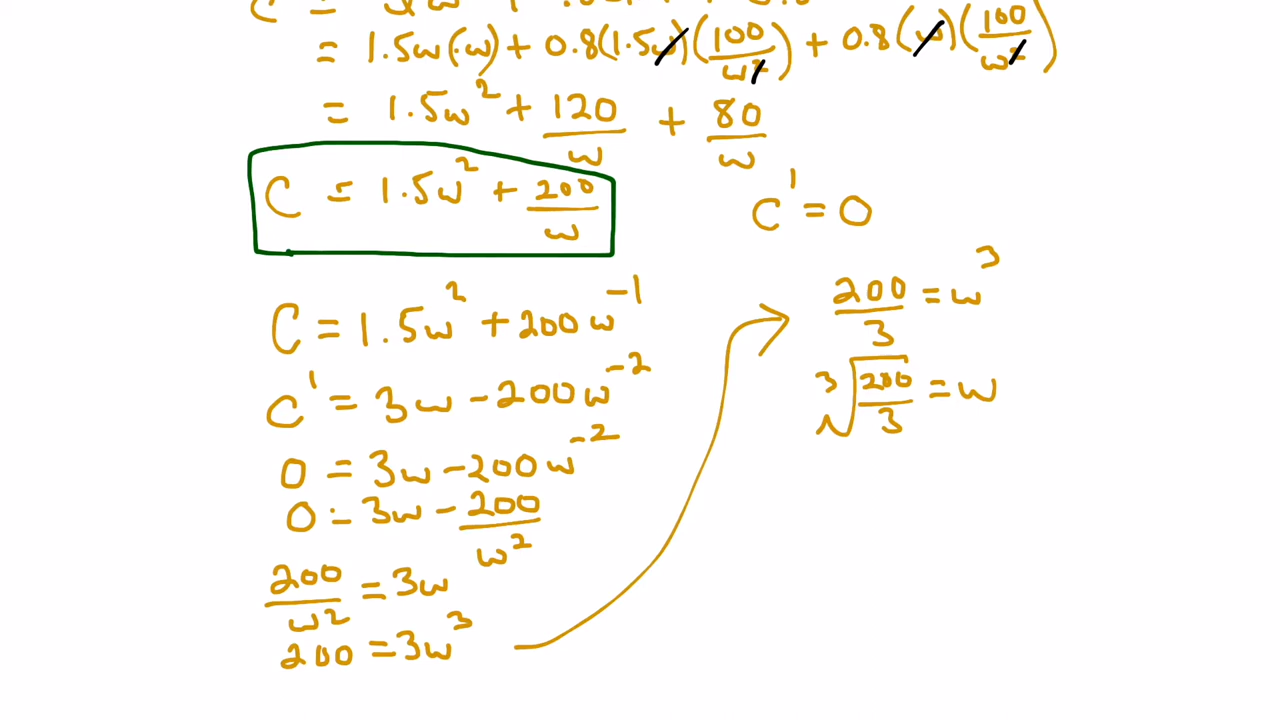 = 1.5w(·w) + 0.8(1.5w)(100/w²) + 0.8(w)(100/w²)
= 1.5w² + 120/w + 80/w
C = 1.5w² + 200/w
C = 1.5w² + 200w⁻¹
C' = 3w - 200w⁻²
0 = 3w - 200w⁻²
0 = 3w - 200/w²
200/w² = 3w
200 = 3w³
C' = 0
200/3 = w³
∛(200/3) = w